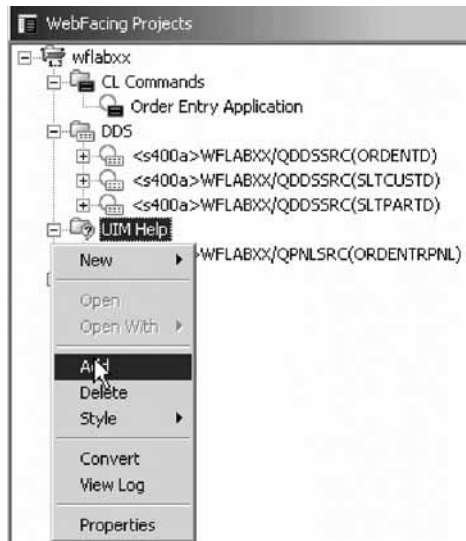 WebFacing Projects
wflabxx
CL Commands
Order Entry Application
DDS
<s400a>WFLABXX/QDDSSRC(ORDENTD)
<s400a>WFLABXX/QDDSSRC(SLTCUSTD)
<s400a>WFLABXX/QDDSSRC(SLTPARTD)
UIM Help
>WFLABXX/QPNLSRC(ORDENTRPNL)
New
Open
Open With
Add
Delete
Style
Convert
View Log
Properties